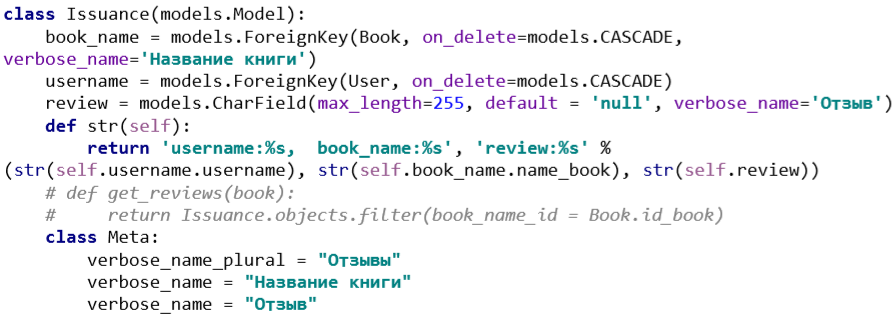 class Issuance(models.Model):
    book_name = models.ForeignKey(Book, on_delete=models.CASCADE,
verbose_name='Название книги')
    username = models.ForeignKey(User, on_delete=models.CASCADE)
    review = models.CharField(max_length=255, default = 'null', verbose_name='Отзыв')
    def str(self):
        return 'username:%s,  book_name:%s', 'review:%s' %
(str(self.username.username), str(self.book_name.name_book), str(self.review))
    # def get_reviews(book):
    #     return Issuance.objects.filter(book_name_id = Book.id_book)
    class Meta:
        verbose_name_plural = "Отзывы"
        verbose_name = "Название книги"
        verbose_name = "Отзыв"